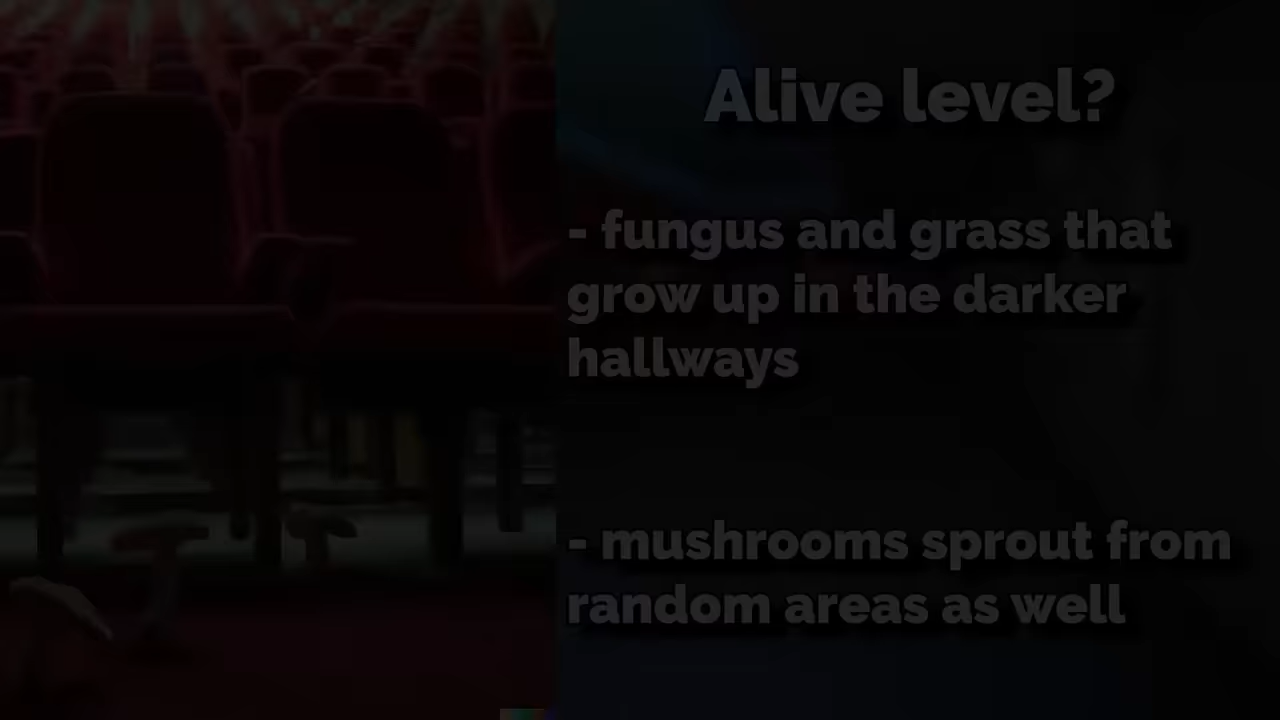 Alive level?
- fungus and grass that
grow up in the darker
hallways
- mushrooms sprout from
random areas as well